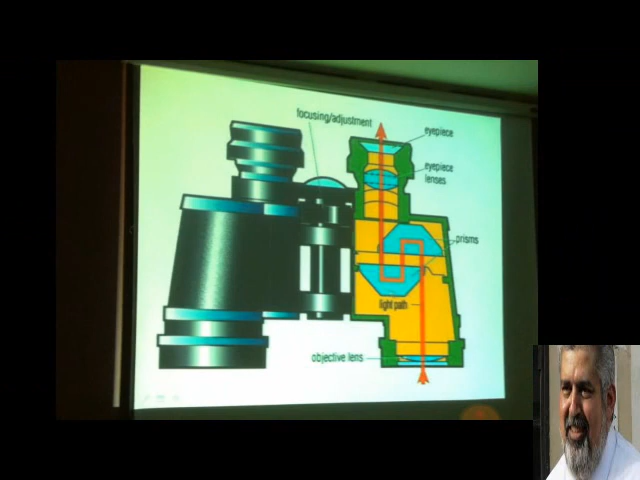 focusing/adjustment
eyepiece
eyepiece
lenses
prisms
light path
objective lens